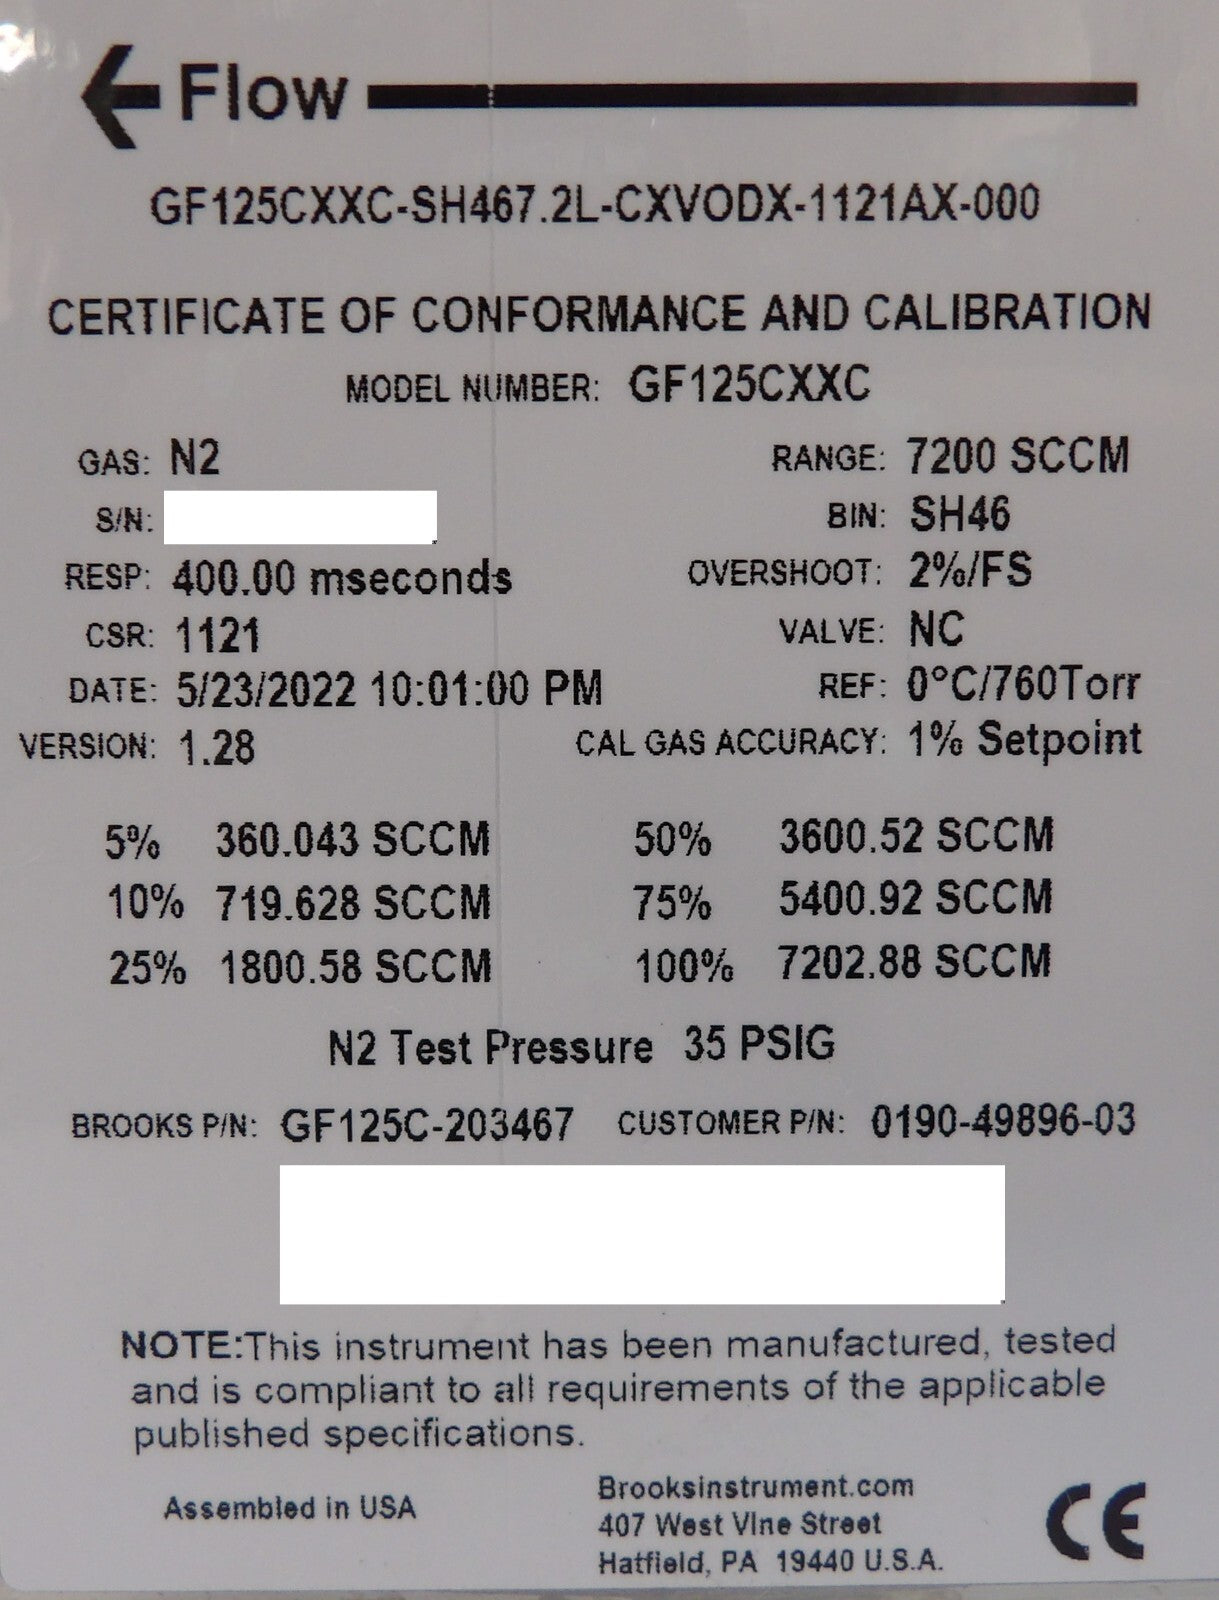 Flow
GF125CXXC-SH467.2L-CXVODX-1121AX-000
CERTIFICATE OF CONFORMANCE AND CALIBRATION
MODEL NUMBER: GF125CXXC
GAS: N2 RANGE: 7200 SCCM
S/N: BIN: SH46
RESP: 400.00 mseconds OVERSHOOT: 2%/FS
CSR: 1121 VALVE: NC
DATE: 5/23/2022 10:01:00 PM REF: 0°C/760Torr
VERSION: 1.28 CAL GAS ACCURACY: 1% Setpoint
5% 360.043 SCCM 50% 3600.52 SCCM
10% 719.628 SCCM 75% 5400.92 SCCM
25% 1800.58 SCCM 100% 7202.88 SCCM
N2 Test Pressure 35 PSIG
BROOKS P/N: GF125C-203467 CUSTOMER P/N: 0190-49896-03
NOTE:This instrument has been manufactured, tested
and is compliant to all requirements of the applicable
published specifications.
Assembled in USA
Brooksinstrument.com
407 West Vine Street
Hatfield, PA 19440 U.S.A.
CE